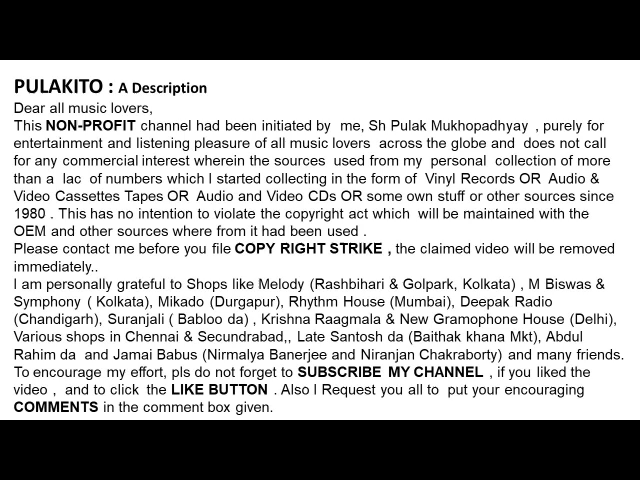 PULAKITO : A Description
Dear all music lovers,
This NON-PROFIT channel had been initiated by me, Sh Pulak Mukhopadhyay , purely for
entertainment and listening pleasure of all music lovers across the globe and does not call
for any commercial interest wherein the sources used from my personal collection of more
than a lac of numbers which I started collecting in the form of Vinyl Records OR Audio &
Video Cassettes Tapes OR Audio and Video CDs OR some own stuff or other sources since
1980 . This has no intention to violate the copyright act which will be maintained with the
OEM and other sources where from it had been used .
Please contact me before you file COPY RIGHT STRIKE , the claimed video will be removed
immediately..
I am personally grateful to Shops like Melody (Rashbihari & Golpark, Kolkata) , M Biswas &
Symphony ( Kolkata), Mikado (Durgapur), Rhythm House (Mumbai), Deepak Radio
(Chandigarh), Suranjali ( Babloo da) , Krishna Raagmala & New Gramophone House (Delhi),
Various shops in Chennai & Secundrabad,, Late Santosh da (Baithak khana Mkt), Abdul
Rahim da and Jamai Babus (Nirmalya Banerjee and Niranjan Chakraborty) and many friends.
To encourage my effort, pls do not forget to SUBSCRIBE MY CHANNEL , if you liked the
video , and to click the LIKE BUTTON . Also I Request you all to put your encouraging
COMMENTS in the comment box given.